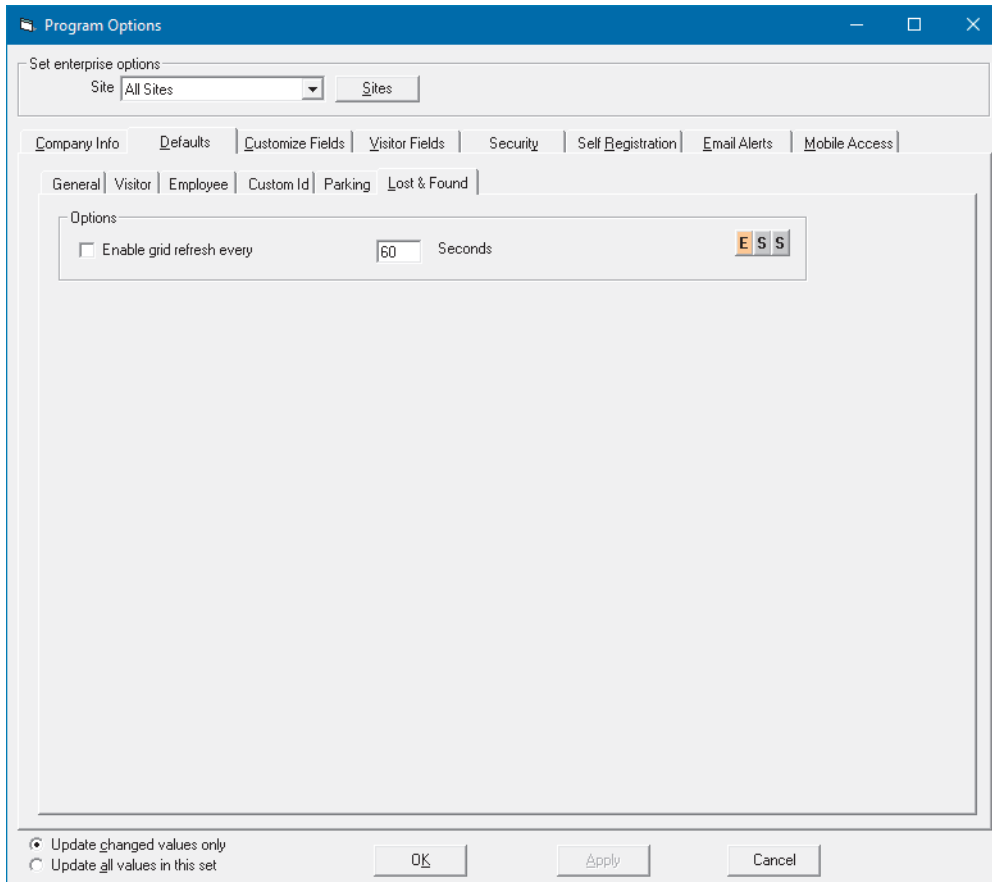 Program Options
Set enterprise options
Site All Sites Sites
Company Info Defaults Customize Fields Visitor Fields Security Self Registration Email Alerts Mobile Access
General Visitor Employee Custom Id Parking Lost & Found
Options
Enable grid refresh every 60 Seconds E S S
Update changed values only
Update all values in this set
OK Apply Cancel